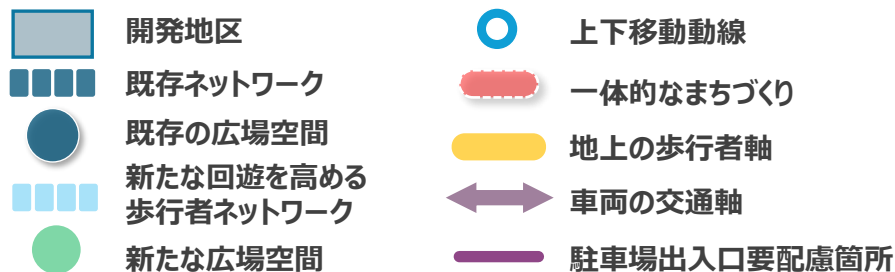 開発地区
既存ネットワーク
既存の広場空間
新たな回遊を高める
歩行者ネットワーク
新たな広場空間
上下移動動線
一体的なまちづくり
地上の歩行者軸
車両の交通軸
駐車場出入口要配慮箇所